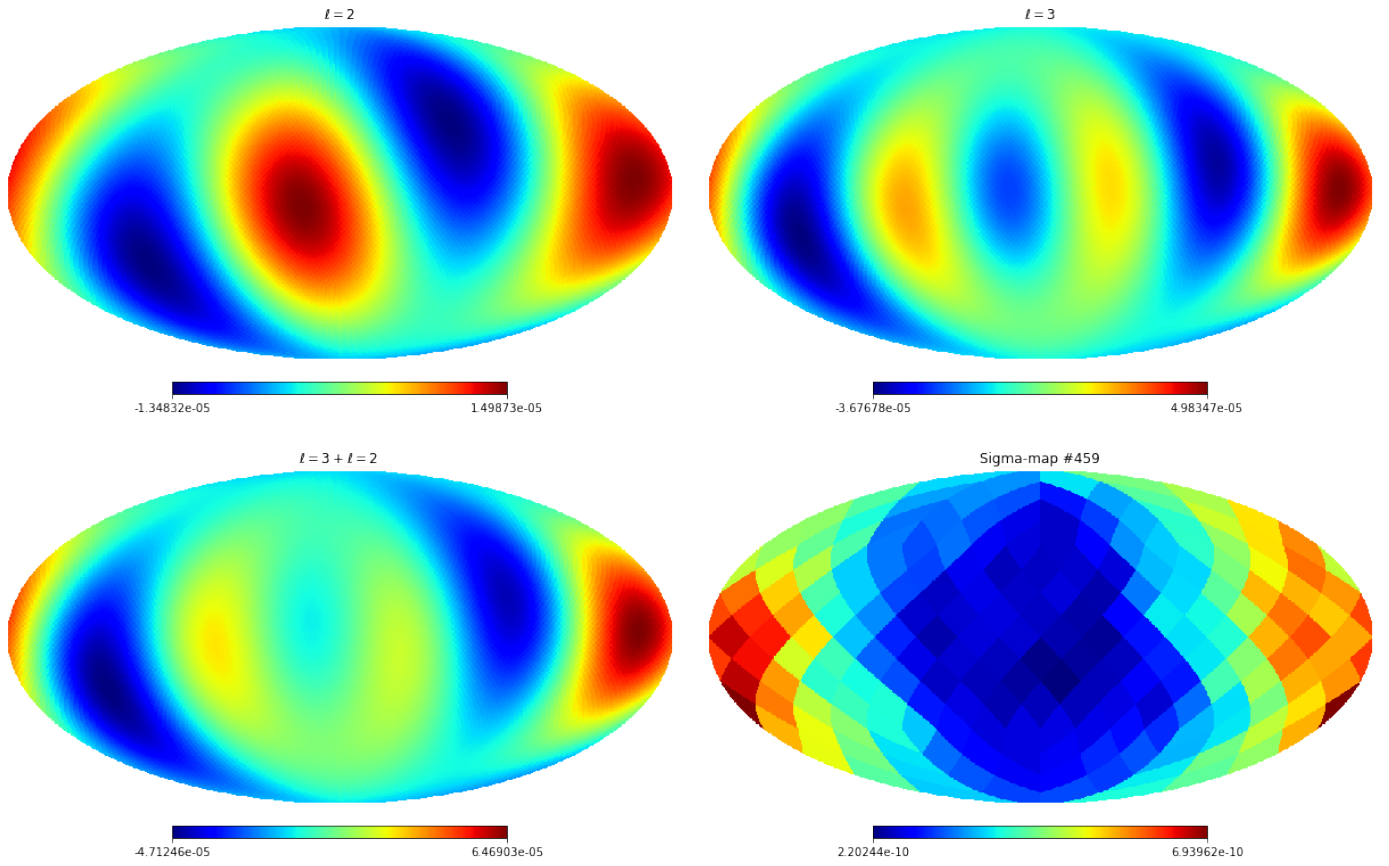 ℓ = 2
ℓ = 3
-1.34832e-05 1.49873e-05
-3.67678e-05 4.98347e-05
ℓ = 3 + ℓ = 2
Sigma-map #459
-4.71246e-05 6.46903e-05
2.20244e-10 6.93962e-10